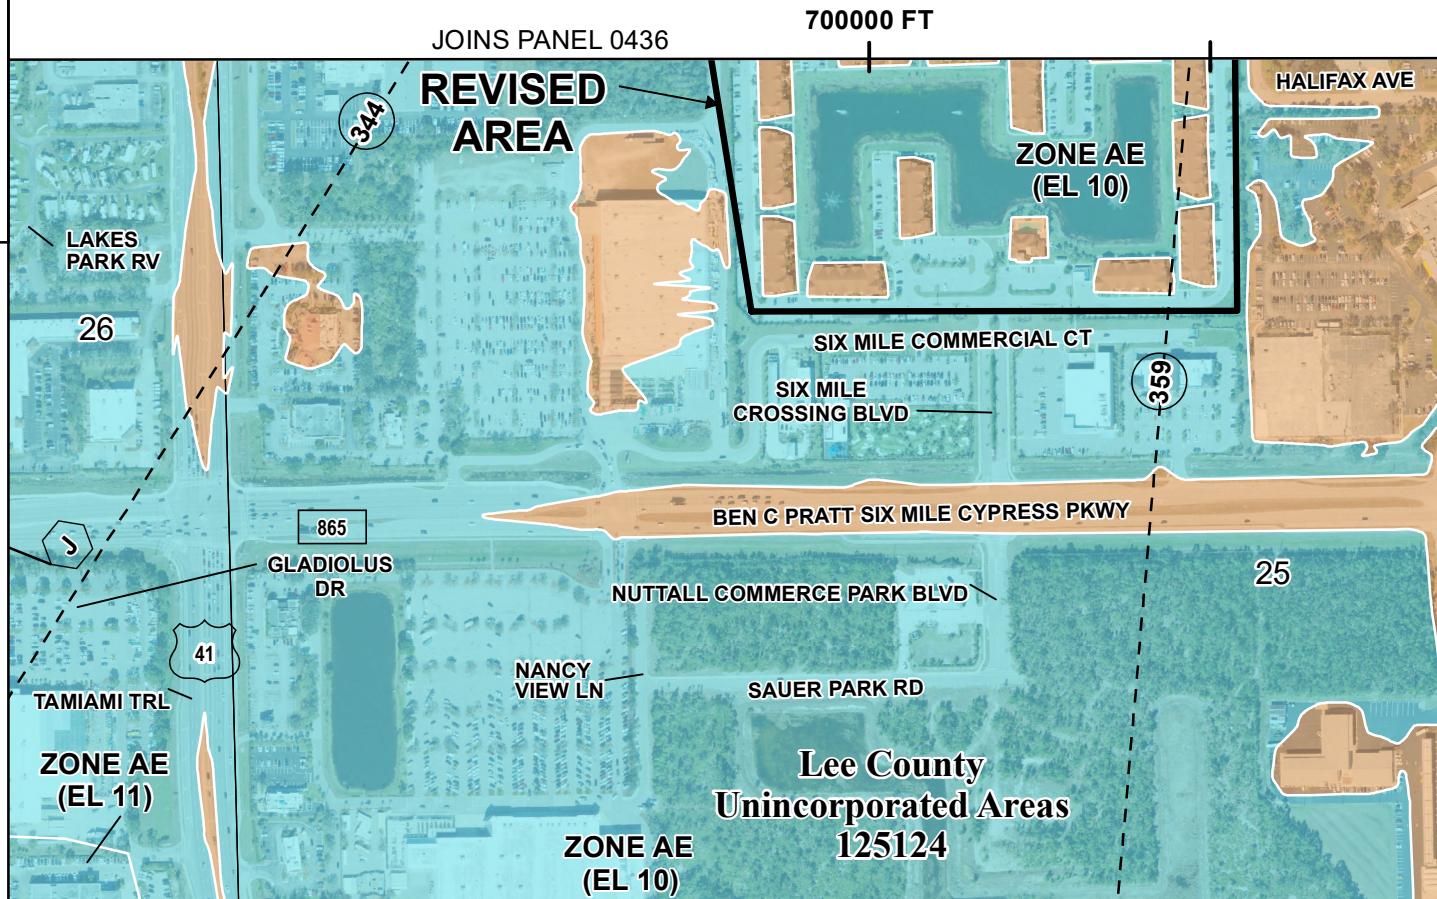 700000 FT
JOINS PANEL 0436
REVISED
AREA
344
HALIFAX AVE
ZONE AE
(EL 10)
LAKES
PARK RV
26
SIX MILE COMMERCIAL CT
359
SIX MILE
CROSSING BLVD
BEN C PRATT SIX MILE CYPRESS PKWY
865
J
GLADIOLUS
DR
25
NUTTALL COMMERCE PARK BLVD
41
NANCY
VIEW LN
SAUER PARK RD
TAMIAMI TRL
ZONE AE
(EL 11)
Lee County
Unincorporated Areas
125124
ZONE AE
(EL 10)